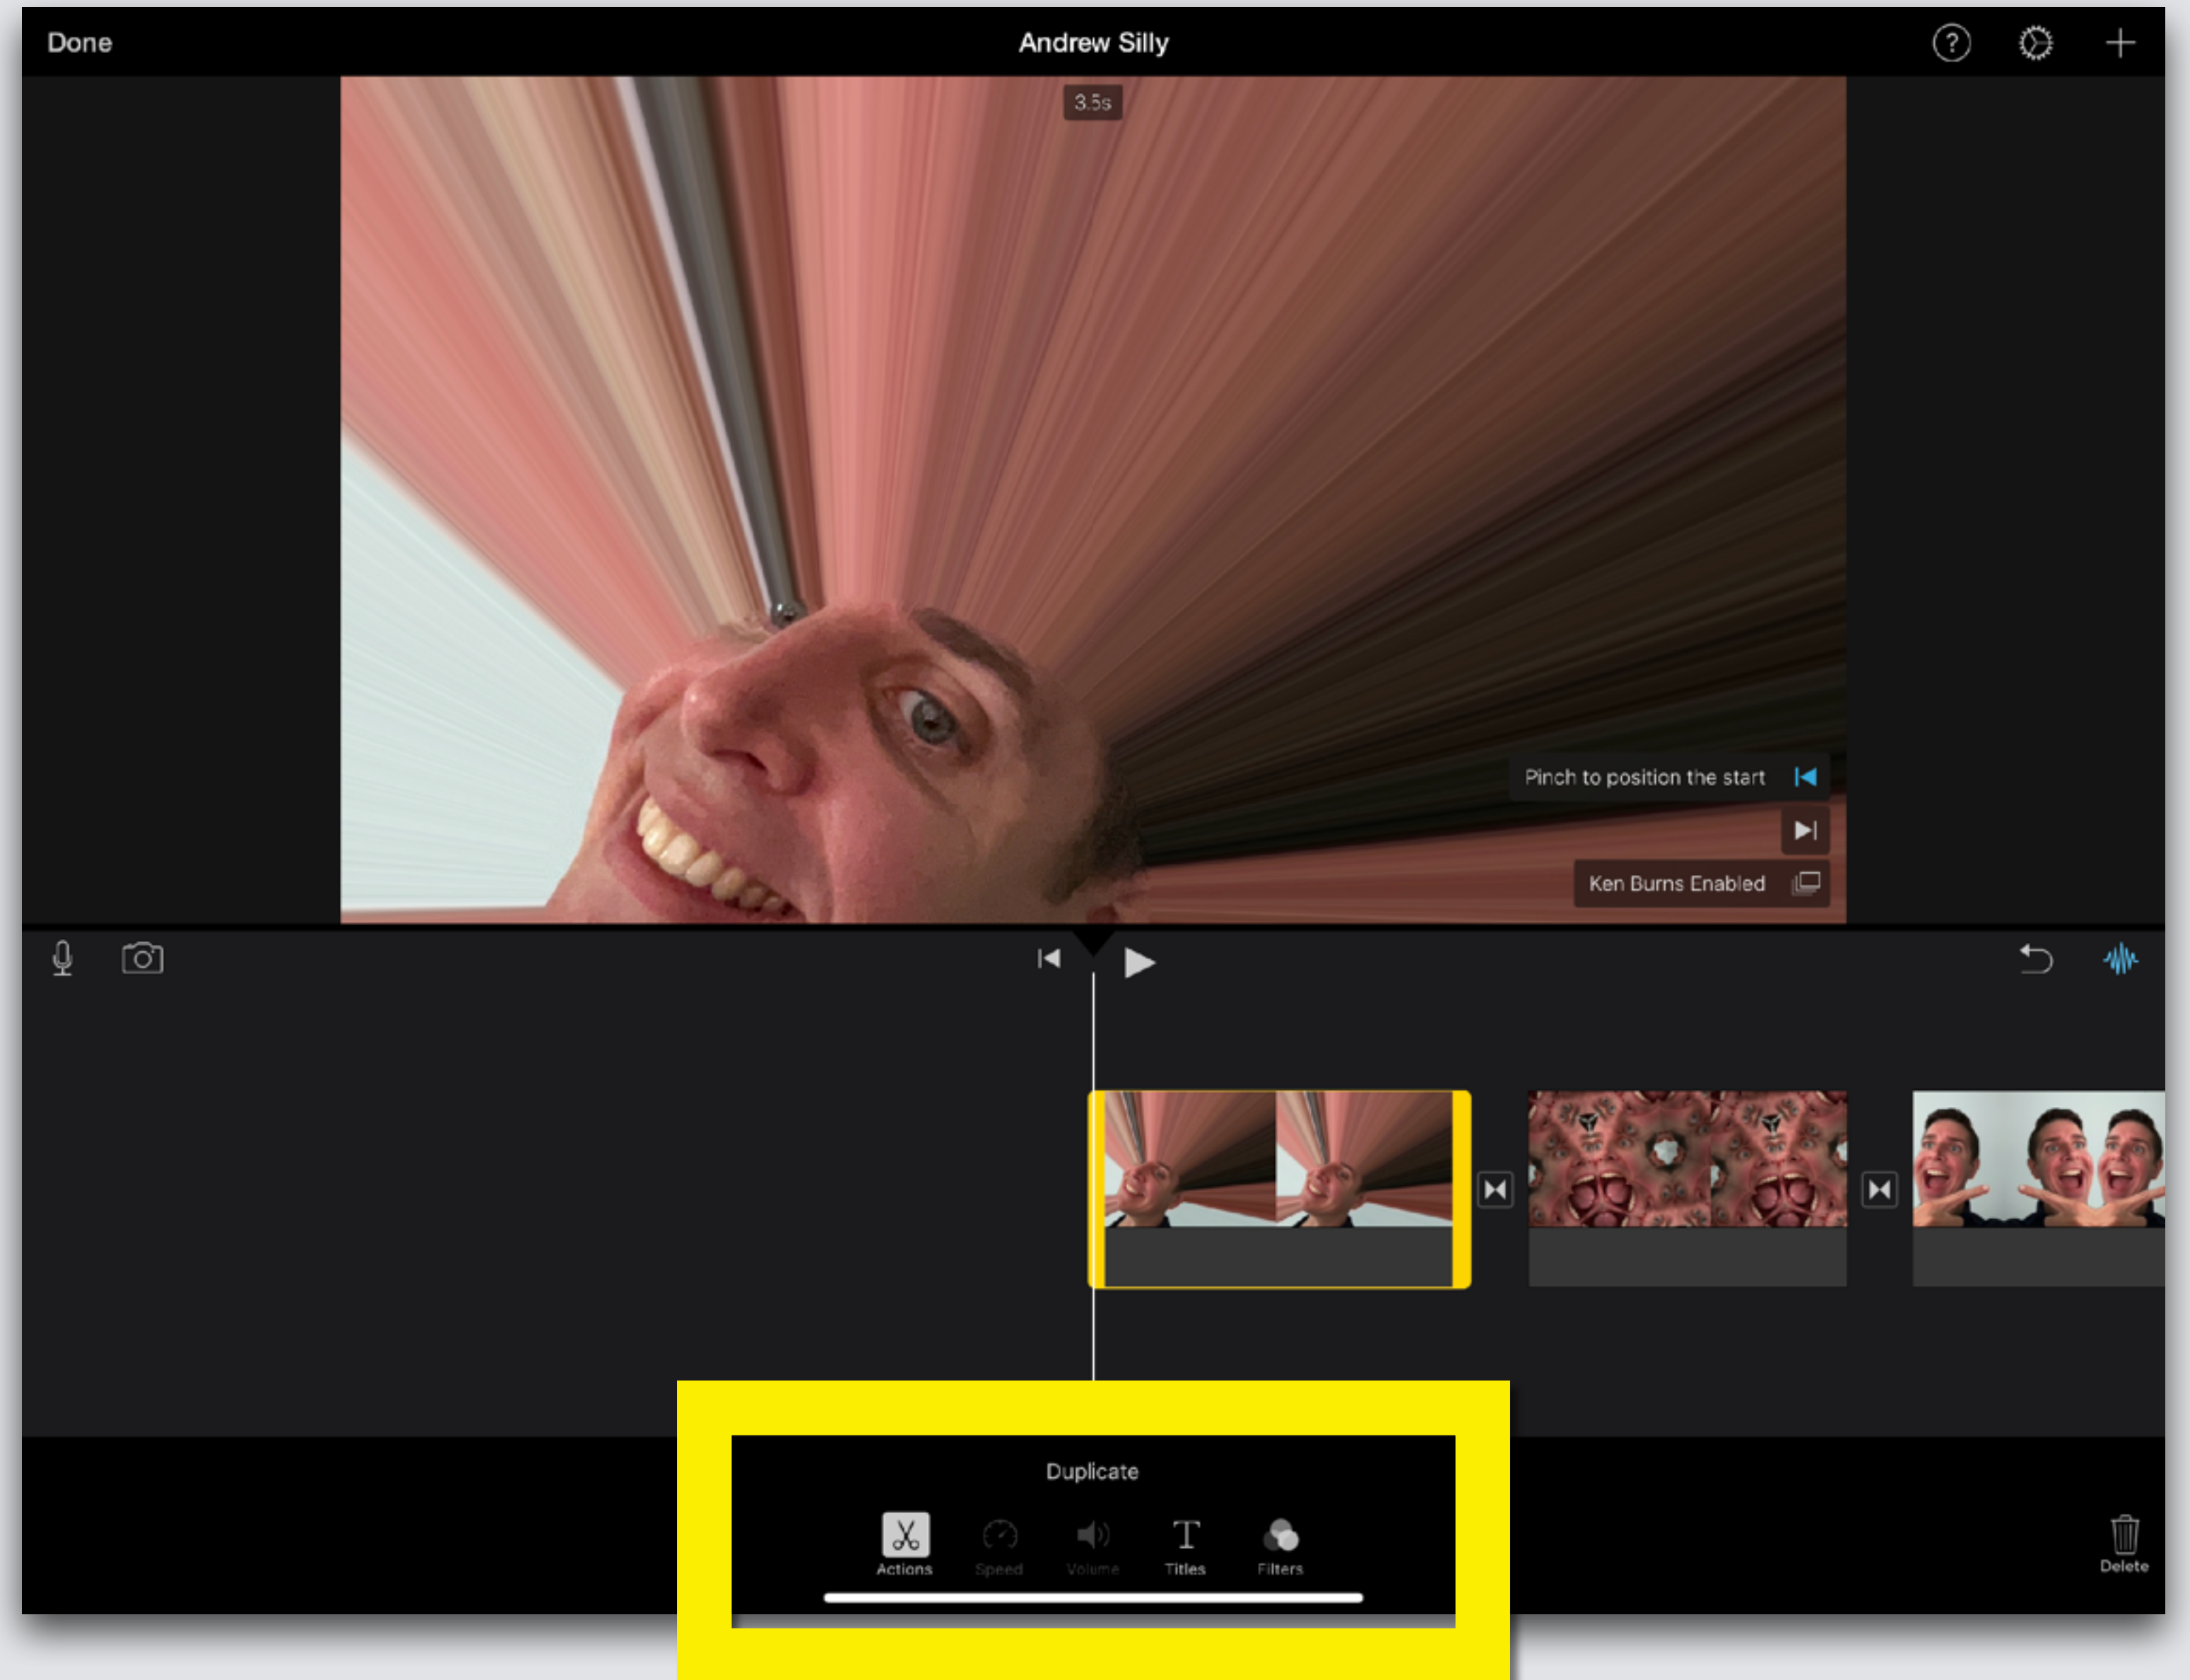 Done
Andrew Silly
?
3.5s
Pinch to position the start
Ken Burns Enabled
Duplicate
Actions
Speed
Volume
T
Titles
Filters
Delete